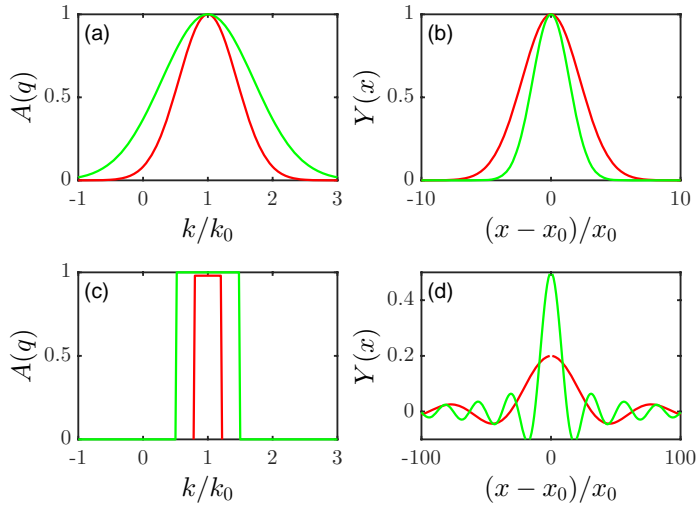 (a)
A(q)
1
0.5
0
-1 0 1 2 3
k/k₀
(b)
Y(x)
1
0.5
0
-10 0 10
(x − x₀)/x₀
(c)
A(q)
1
0.5
0
-1 0 1 2 3
k/k₀
(d)
Y(x)
0.4
0.2
0
-100 0 100
(x − x₀)/x₀